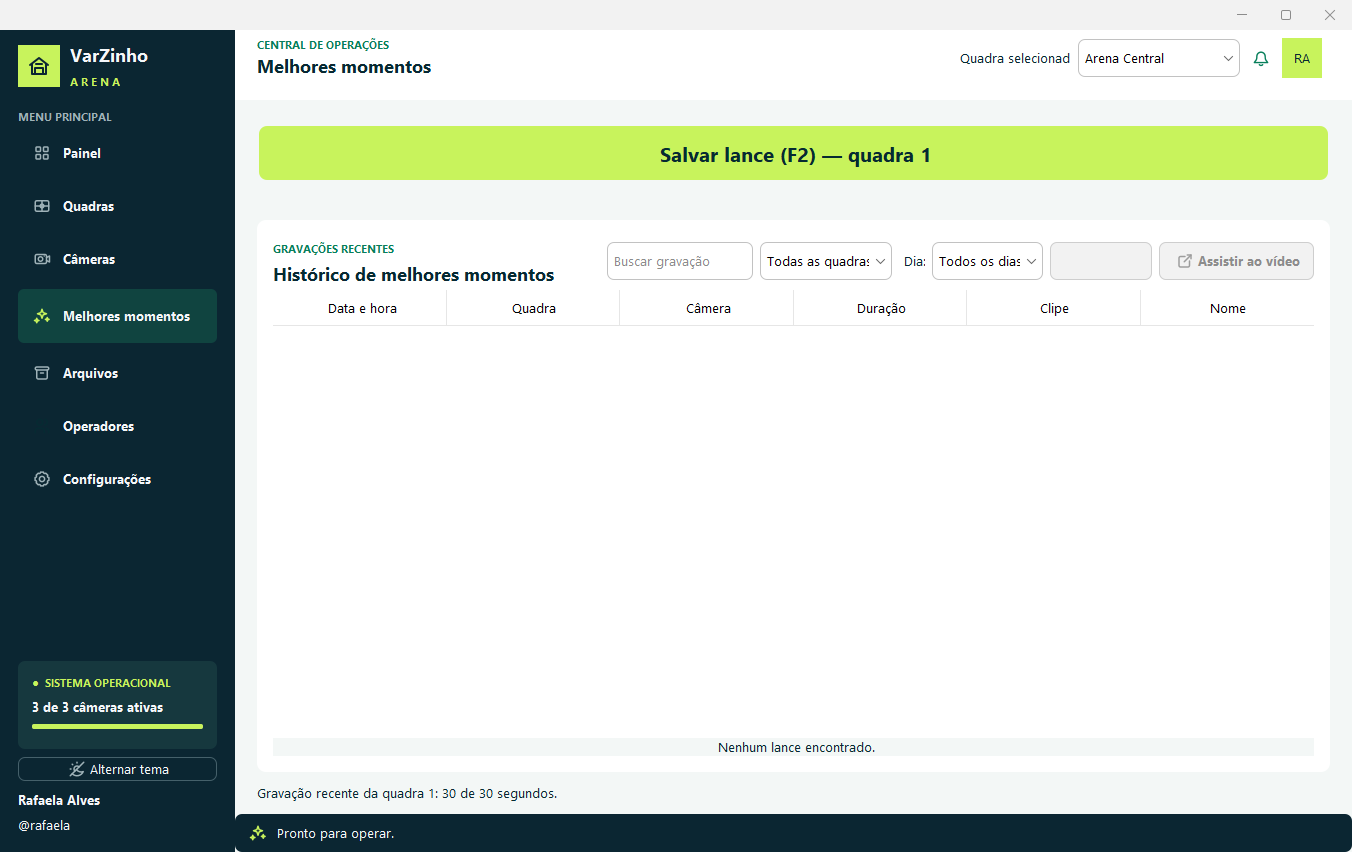 VarZinho
ARENA
MENU PRINCIPAL
Painel
Quadras
Câmeras
Melhores momentos
Arquivos
Operadores
Configurações
● SISTEMA OPERACIONAL
3 de 3 câmeras ativas
Alternar tema
Rafaela Alves
@rafaela
CENTRAL DE OPERAÇÕES
Melhores momentos
Quadra selecionad
Arena Central
RA
Salvar lance (F2) — quadra 1
GRAVAÇÕES RECENTES
Histórico de melhores momentos
Buscar gravação
Todas as quadras
Dia:
Todos os dias
Assistir ao vídeo
Data e hora Quadra Câmera Duração Clipe Nome
Nenhum lance encontrado.
Gravação recente da quadra 1: 30 de 30 segundos.
Pronto para operar.